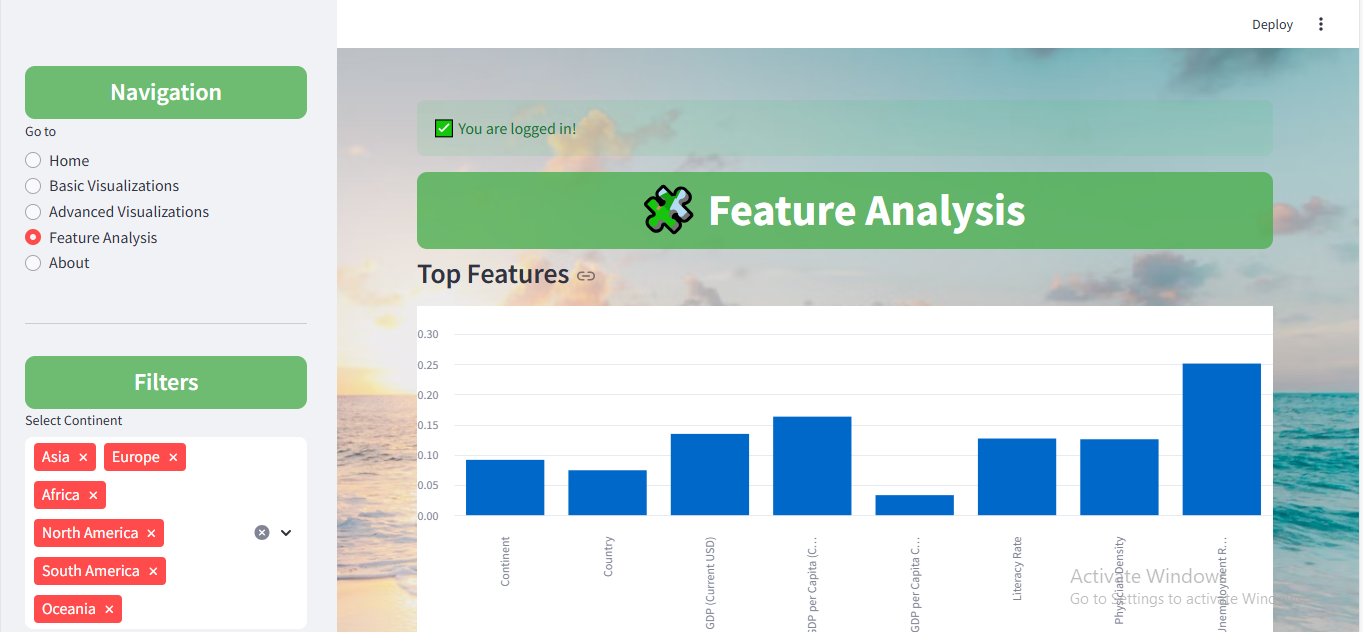 Deploy
Navigation
Go to
Home
Basic Visualizations
Advanced Visualizations
Feature Analysis
About
Filters
Select Continent
Asia ×
Europe ×
Africa ×
North America ×
South America ×
Oceania ×
✅ You are logged in!
Feature Analysis
Top Features
0.30
0.25
0.20
0.15
0.10
0.05
0.00
Continent
Country
GDP (Current USD)
GDP per Capita (C...
GDP per Capita C...
Literacy Rate
Physician Density
Unemployment R...
Activate Windows
Go to Settings to activate Windows